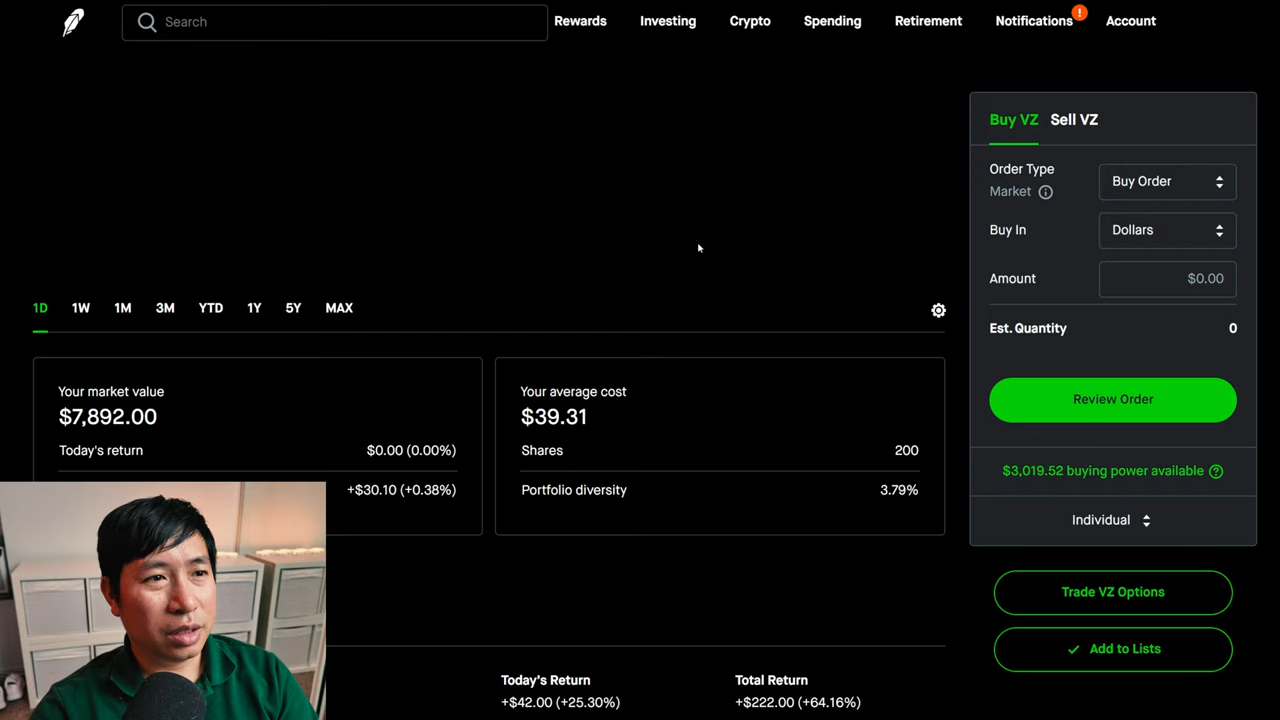 Search
Rewards
Investing
Crypto
Spending
Retirement
Notifications
!
Account
Buy VZ
Sell VZ
Order Type
Market
Buy Order
Buy In
Dollars
Amount
$0.00
Est. Quantity
0
Review Order
$3,019.52 buying power available
Individual
Trade VZ Options
Add to Lists
1D
1W
1M
3M
YTD
1Y
5Y
MAX
Your market value
$7,892.00
Today's return
$0.00 (0.00%)
+$30.10 (+0.38%)
Your average cost
$39.31
Shares
200
Portfolio diversity
3.79%
Today's Return
+$42.00 (+25.30%)
Total Return
+$222.00 (+64.16%)